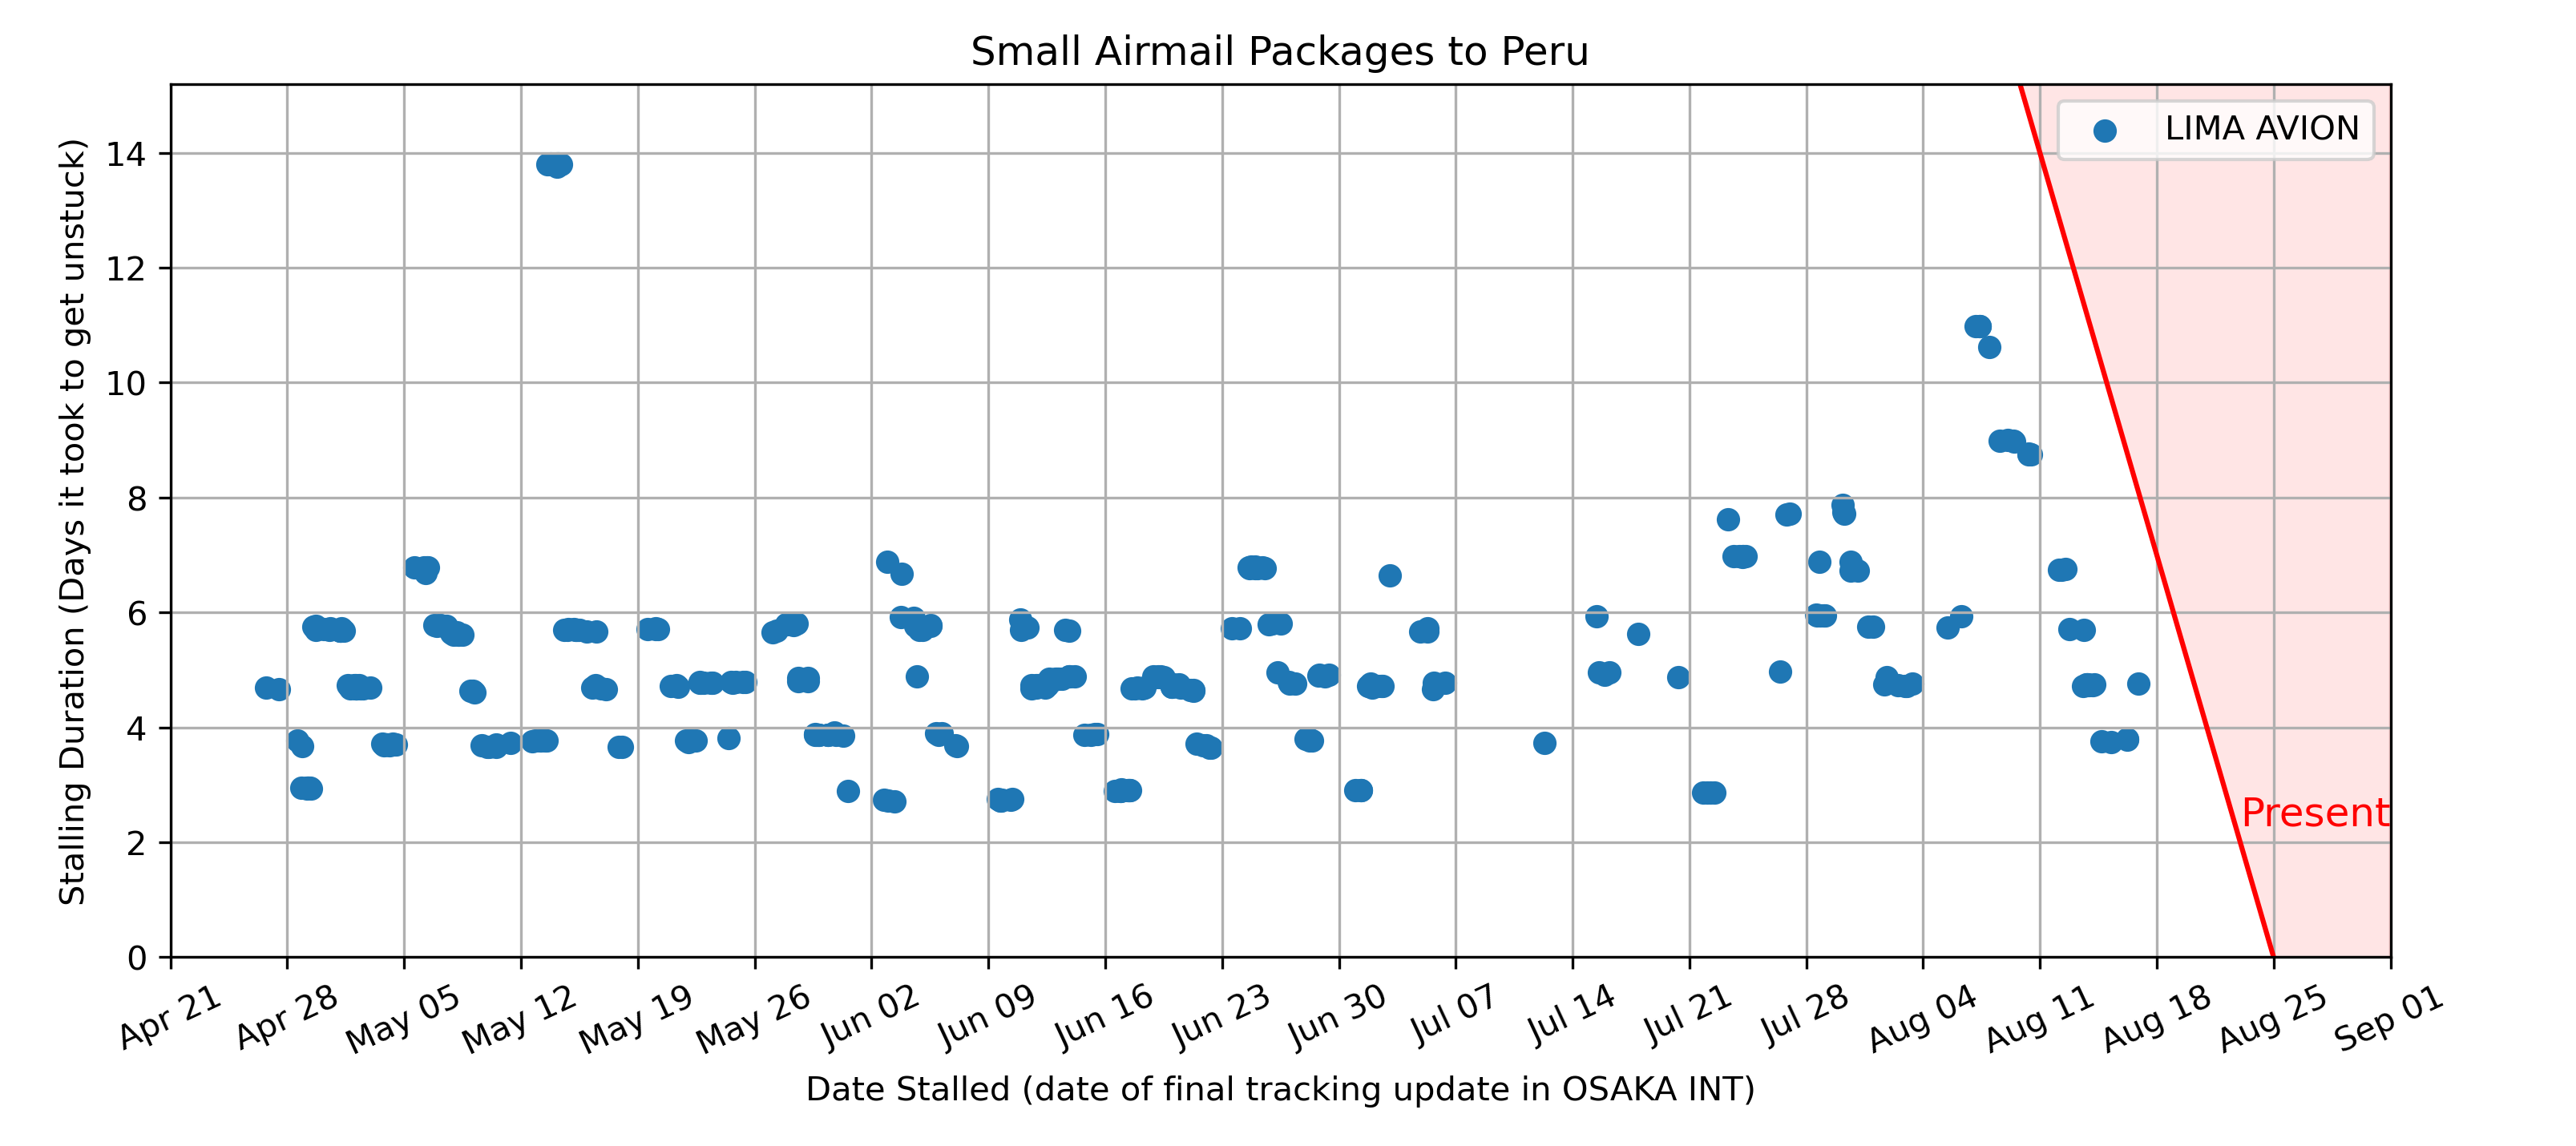 Small Airmail Packages to Peru
LIMA AVION
Stalling Duration (Days it took to get unstuck)
14
12
10
8
6
4
2
0
Present
Apr 21
Apr 28
May 05
May 12
May 19
May 26
Jun 02
Jun 09
Jun 16
Jun 23
Jun 30
Jul 07
Jul 14
Jul 21
Jul 28
Aug 04
Aug 11
Aug 18
Aug 25
Sep 01
Date Stalled (date of final tracking update in OSAKA INT)